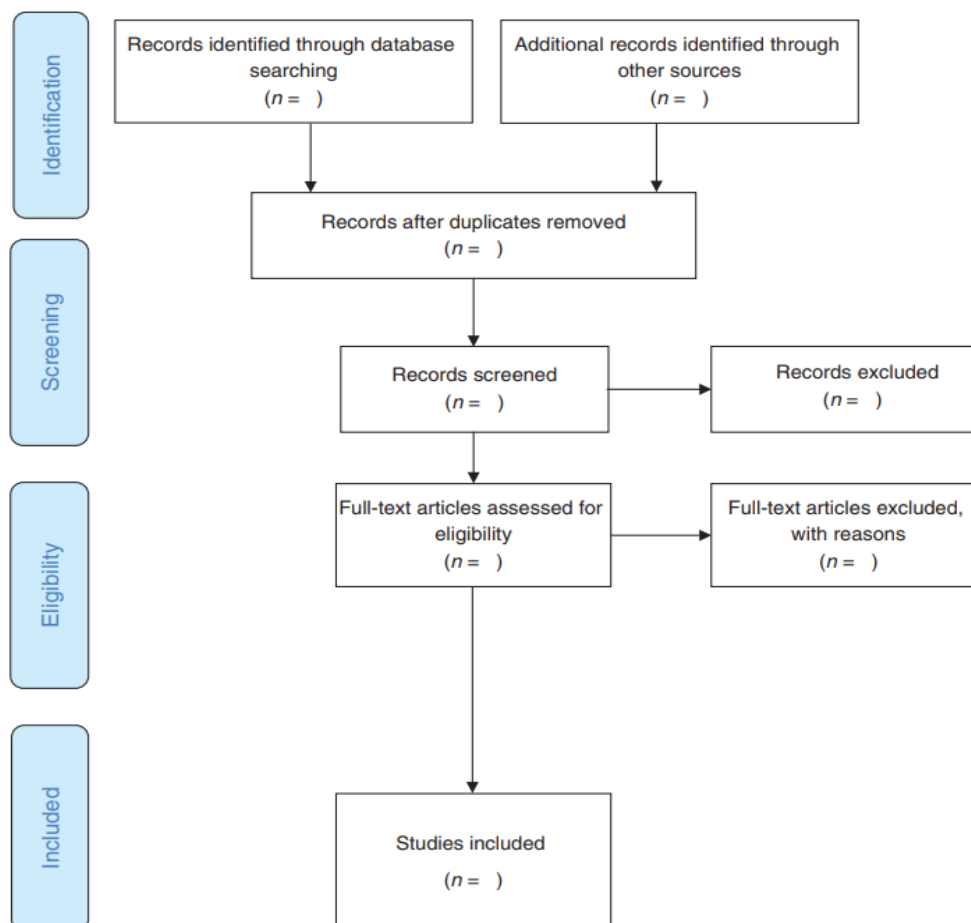 Identification
Records identified through database
searching
(n = )
Additional records identified through
other sources
(n = )
Records after duplicates removed
(n = )
Screening
Records screened
(n = )
Records excluded
(n = )
Eligibility
Full-text articles assessed for
eligibility
(n = )
Full-text articles excluded,
with reasons
(n = )
Included
Studies included
(n = )